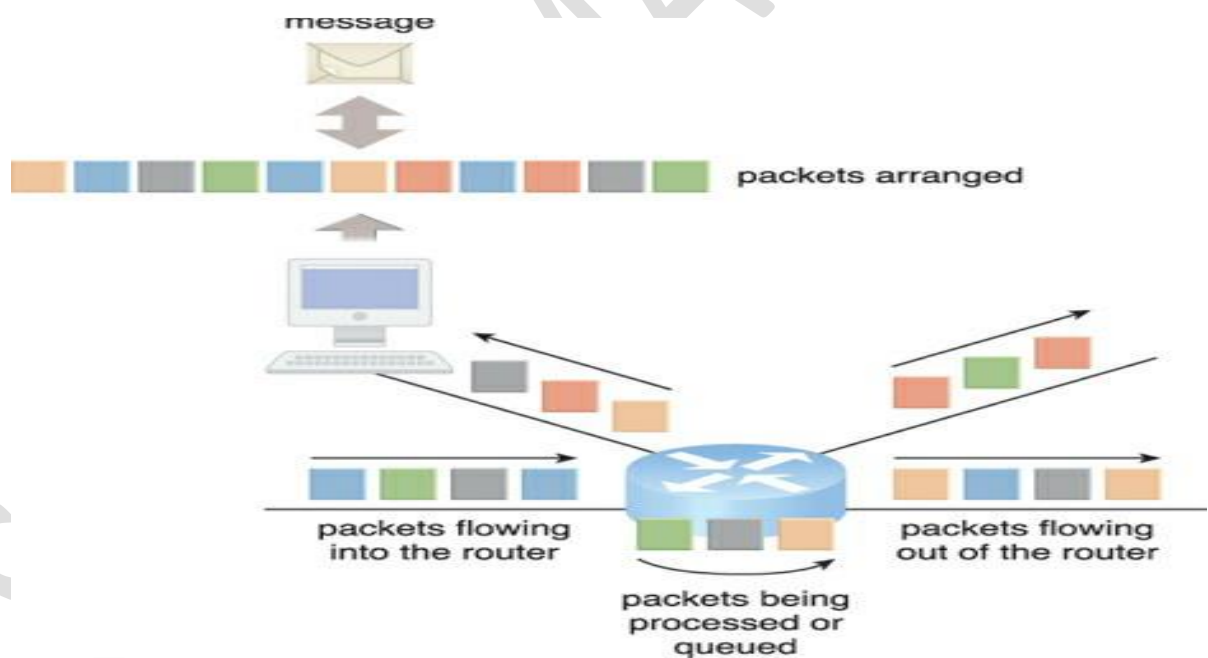 message
packets arranged
packets flowing
into the router
packets being
processed or
queued
packets flowing
out of the router